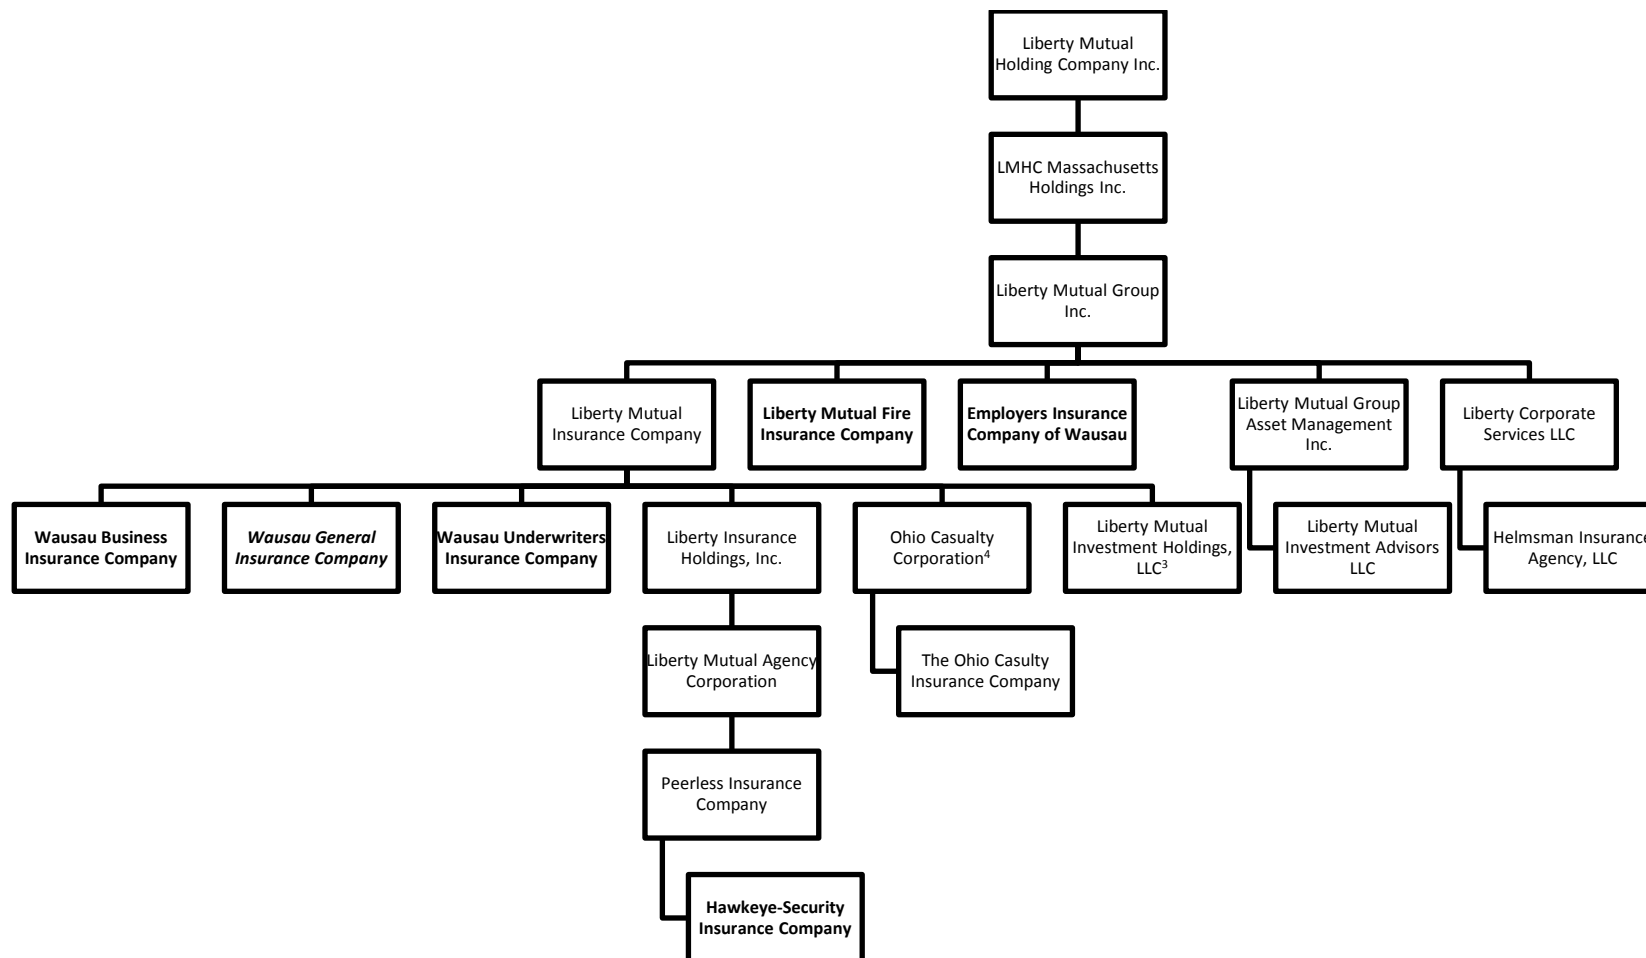 Liberty Mutual
Holding Company Inc.
LMHC Massachusetts
Holdings Inc.
Liberty Mutual Group
Inc.
Liberty Mutual
Insurance Company
Liberty Mutual Fire
Insurance Company
Employers Insurance
Company of Wausau
Liberty Mutual Group
Asset Management
Inc.
Liberty Corporate
Services LLC
Wausau Business
Insurance Company
Wausau General
Insurance Company
Wausau Underwriters
Insurance Company
Liberty Insurance
Holdings, Inc.
Ohio Casualty
Corporation⁴
Liberty Mutual
Investment Holdings,
LLC³
Liberty Mutual
Investment Advisors
LLC
Helmsman Insurance
Agency, LLC
Liberty Mutual Agency
Corporation
The Ohio Casulty
Insurance Company
Peerless Insurance
Company
Hawkeye-Security
Insurance Company